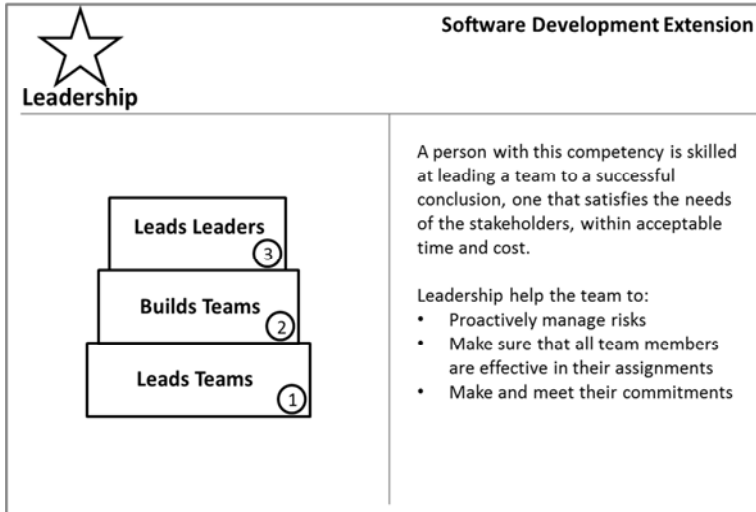 Software Development Extension
Leadership
Leads Leaders
3
Builds Teams
2
Leads Teams
1
A person with this competency is skilled
at leading a team to a successful
conclusion, one that satisfies the needs
of the stakeholders, within acceptable
time and cost.
Leadership help the team to:
• Proactively manage risks
• Make sure that all team members
are effective in their assignments
• Make and meet their commitments